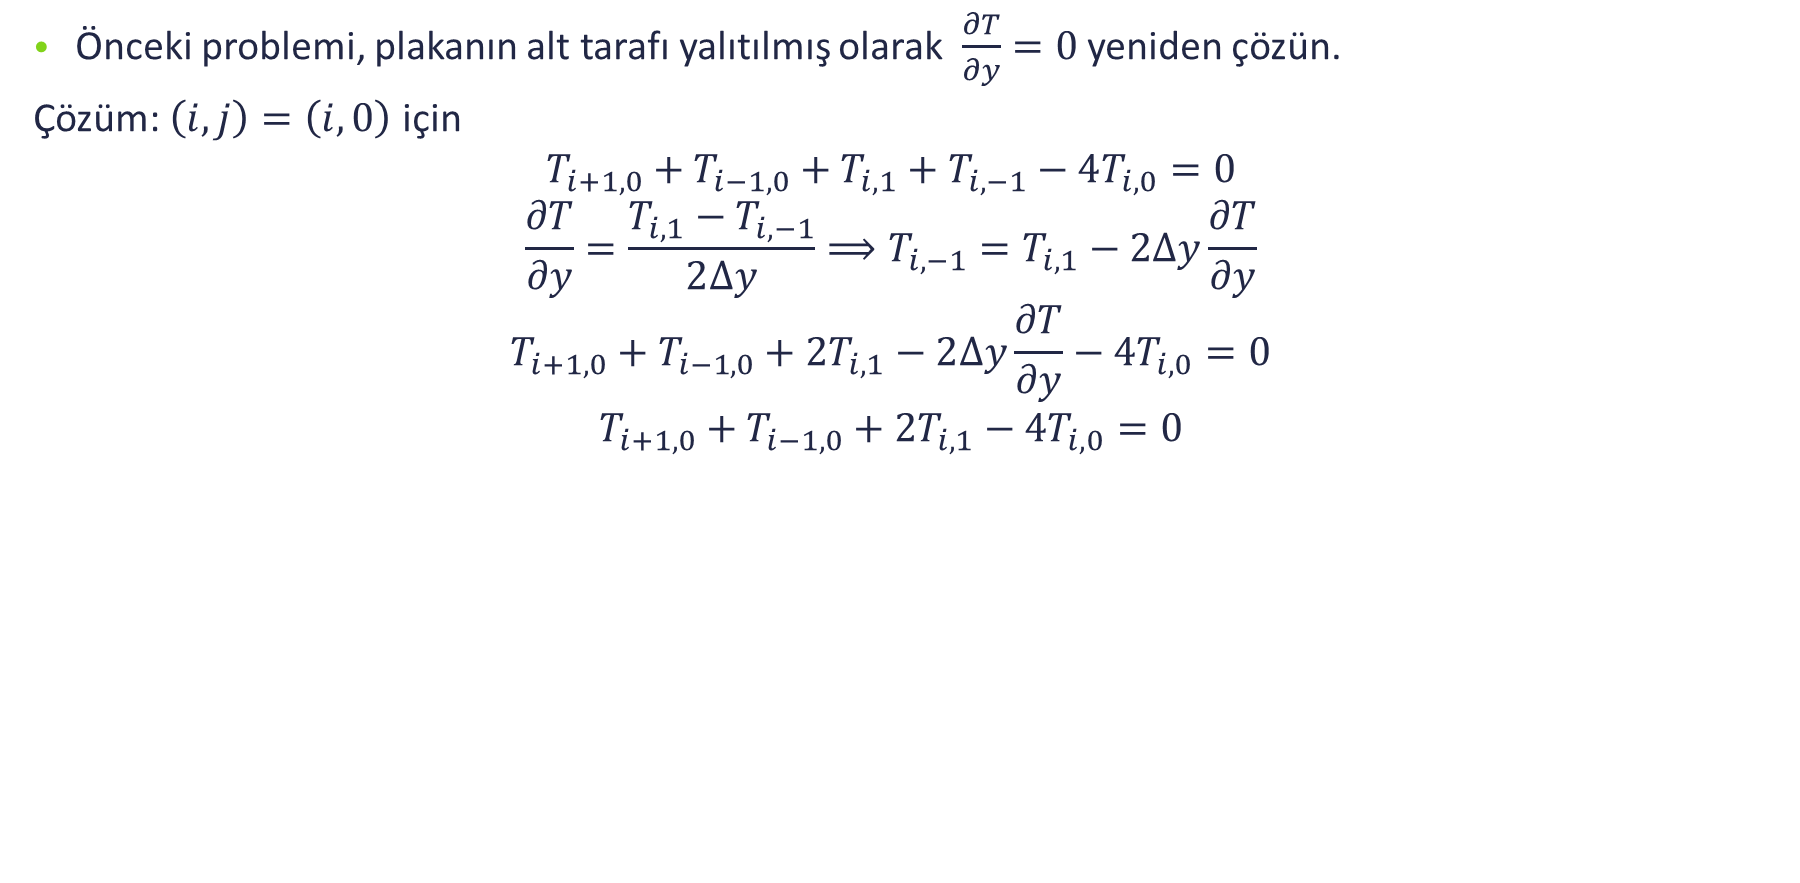 • Önceki problemi, plakanın alt tarafı yalıtılmış olarak ∂T/∂y = 0 yeniden çözün.
Çözüm: (i, j) = (i, 0) için
T_{i+1,0} + T_{i−1,0} + T_{i,1} + T_{i,−1} − 4T_{i,0} = 0
∂T/∂y = (T_{i,1} − T_{i,−1})/(2Δy) ⟹ T_{i,−1} = T_{i,1} − 2Δy ∂T/∂y
T_{i+1,0} + T_{i−1,0} + 2T_{i,1} − 2Δy ∂T/∂y − 4T_{i,0} = 0
T_{i+1,0} + T_{i−1,0} + 2T_{i,1} − 4T_{i,0} = 0